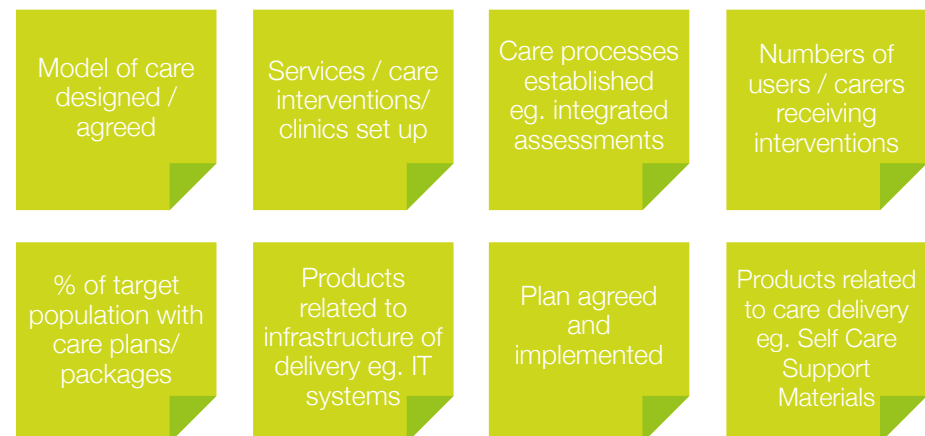 Model of care
designed /
agreed
Services / care
interventions/
clinics set up
Care processes
established
eg. integrated
assessments
Numbers of
users / carers
receiving
interventions
% of target
population with
care plans/
packages
Products
related to
infrastructure of
delivery eg. IT
systems
Plan agreed
and
implemented
Products related
to care delivery
eg. Self Care
Support
Materials